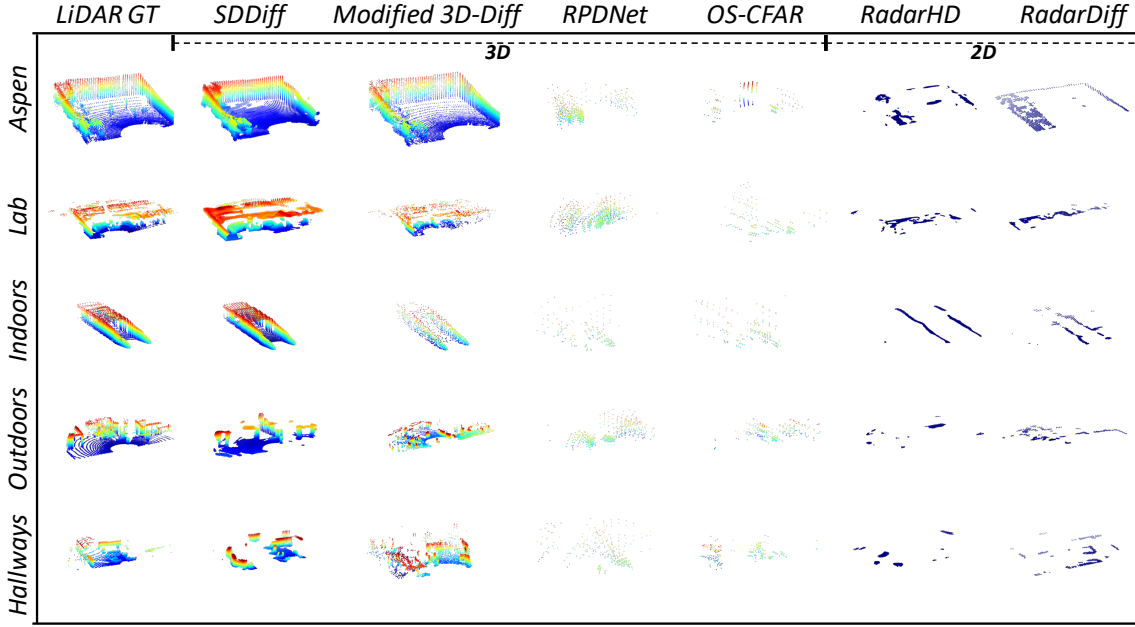 LiDAR GT SDDiff Modified 3D-Diff RPDNet OS-CFAR RadarHD RadarDiff
3D 2D
Aspen
Lab
Indoors
Outdoors
Hallways